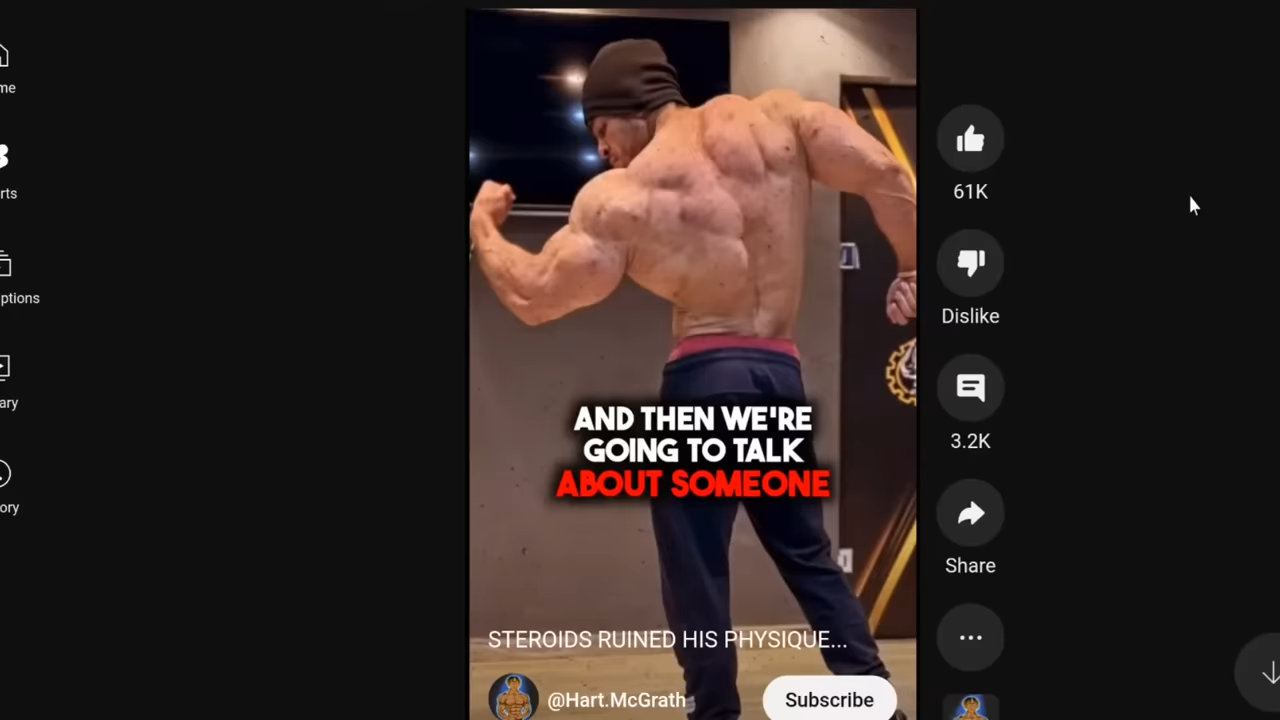 me
rts
ptions
ary
ory
AND THEN WE'RE
GOING TO TALK
ABOUT SOMEONE
STEROIDS RUINED HIS PHYSIQUE...
@Hart.McGrath
Subscribe
61K
Dislike
3.2K
Share